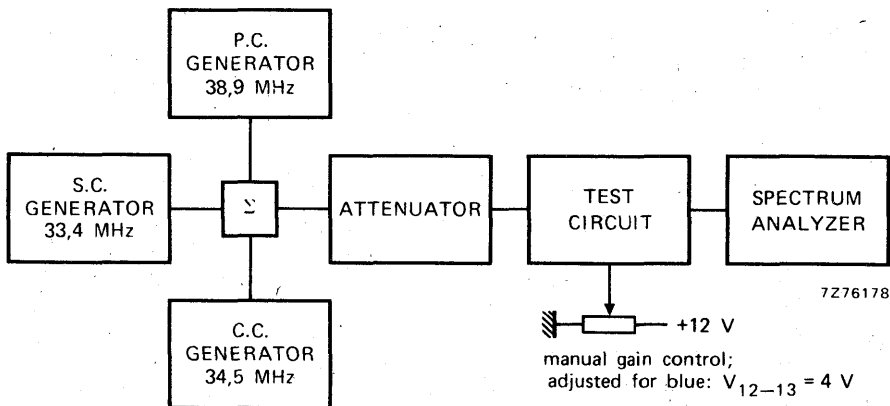 P.C.
GENERATOR
38,9 MHz
S.C.
GENERATOR
33,4 MHz
Σ
ATTENUATOR
TEST
CIRCUIT
SPECTRUM
ANALYZER
7Z76178
C.C.
GENERATOR
34,5 MHz
+12 V
manual gain control;
adjusted for blue: V12–13 = 4 V